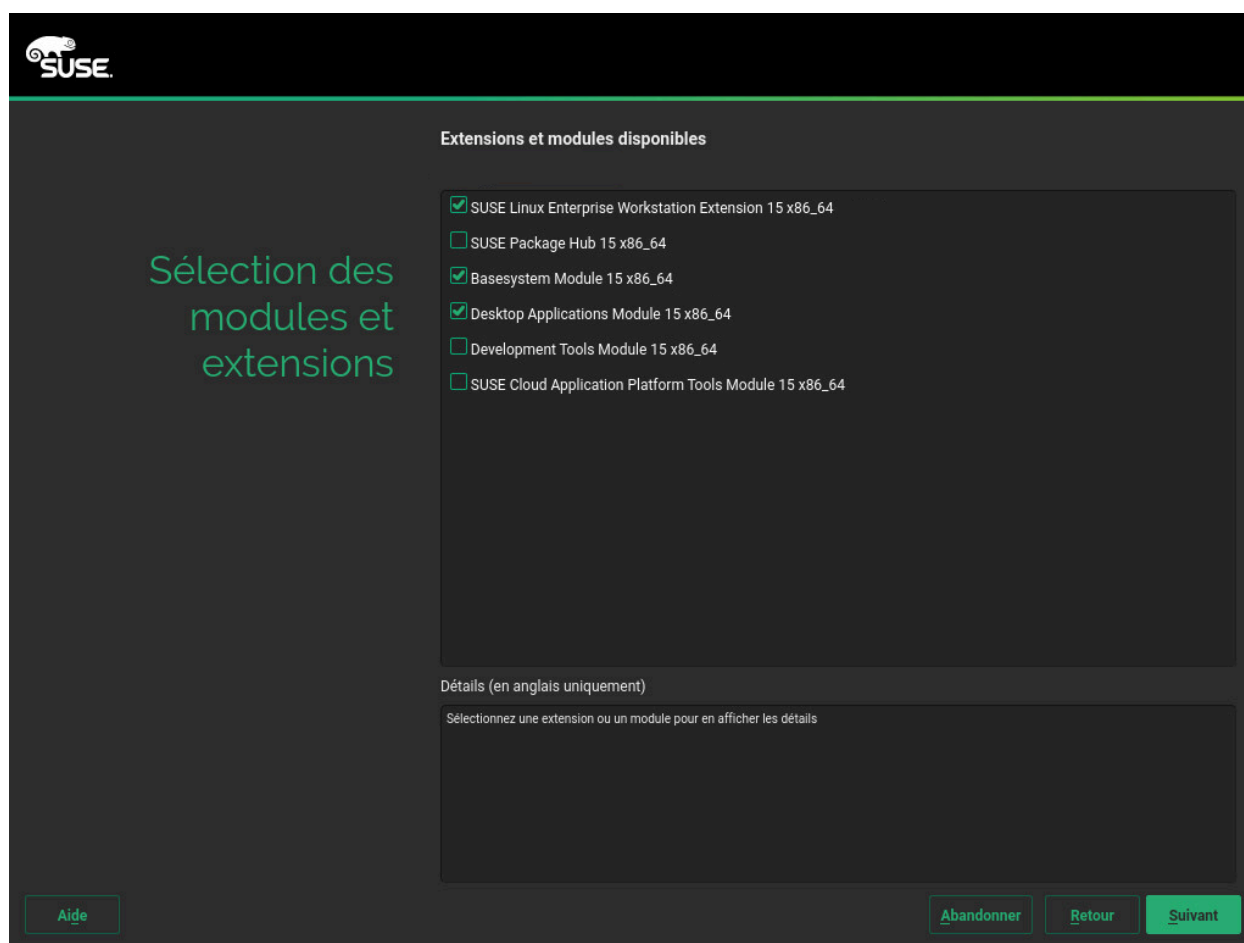 SUSE.
Extensions et modules disponibles
Sélection des
modules et
extensions
SUSE Linux Enterprise Workstation Extension 15 x86_64
SUSE Package Hub 15 x86_64
Basesystem Module 15 x86_64
Desktop Applications Module 15 x86_64
Development Tools Module 15 x86_64
SUSE Cloud Application Platform Tools Module 15 x86_64
Détails (en anglais uniquement)
Sélectionnez une extension ou un module pour en afficher les détails
Aide
Abandonner
Retour
Suivant